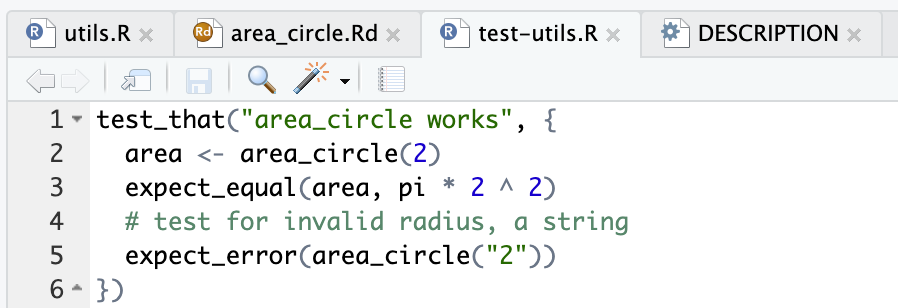 utils.R
area_circle.Rd
test-utils.R
DESCRIPTION
1 test_that("area_circle works", {
2   area <- area_circle(2)
3   expect_equal(area, pi * 2 ^ 2)
4   # test for invalid radius, a string
5   expect_error(area_circle("2"))
6 })